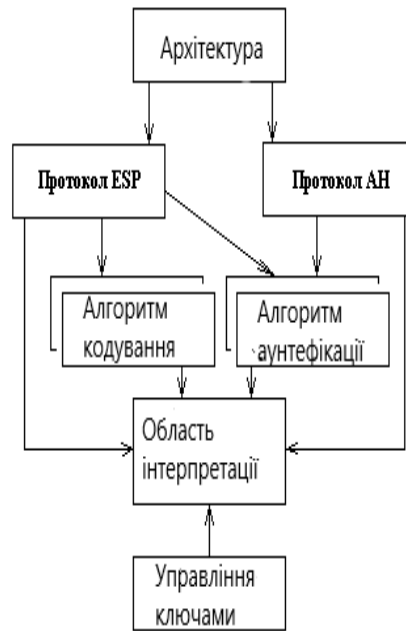 Архітектура
Протокол ESP
Протокол AH
Алгоритм
кодування
Алгоритм
аунтефікації
Область
інтерпретації
Управління
ключами